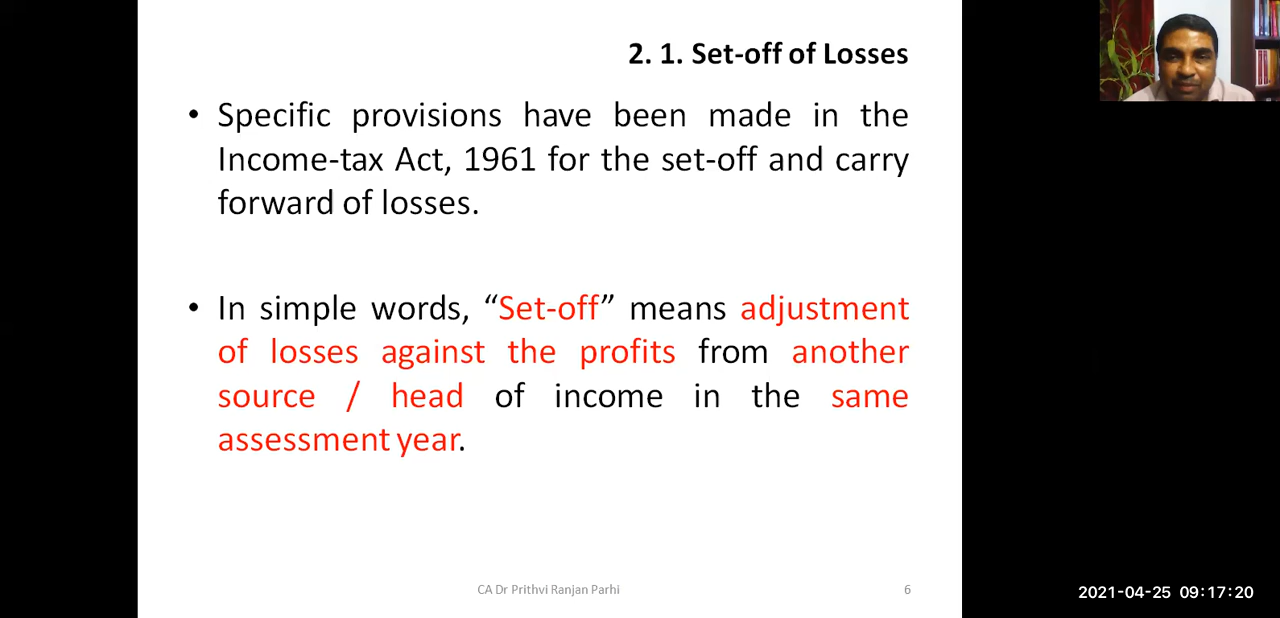 2. 1. Set-off of Losses
• Specific provisions have been made in the
Income-tax Act, 1961 for the set-off and carry
forward of losses.
• In simple words, “Set-off” means adjustment
of losses against the profits from another
source / head of income in the same
assessment year.
CA Dr Prithvi Ranjan Parhi
6
2021-04-25 09:17:20